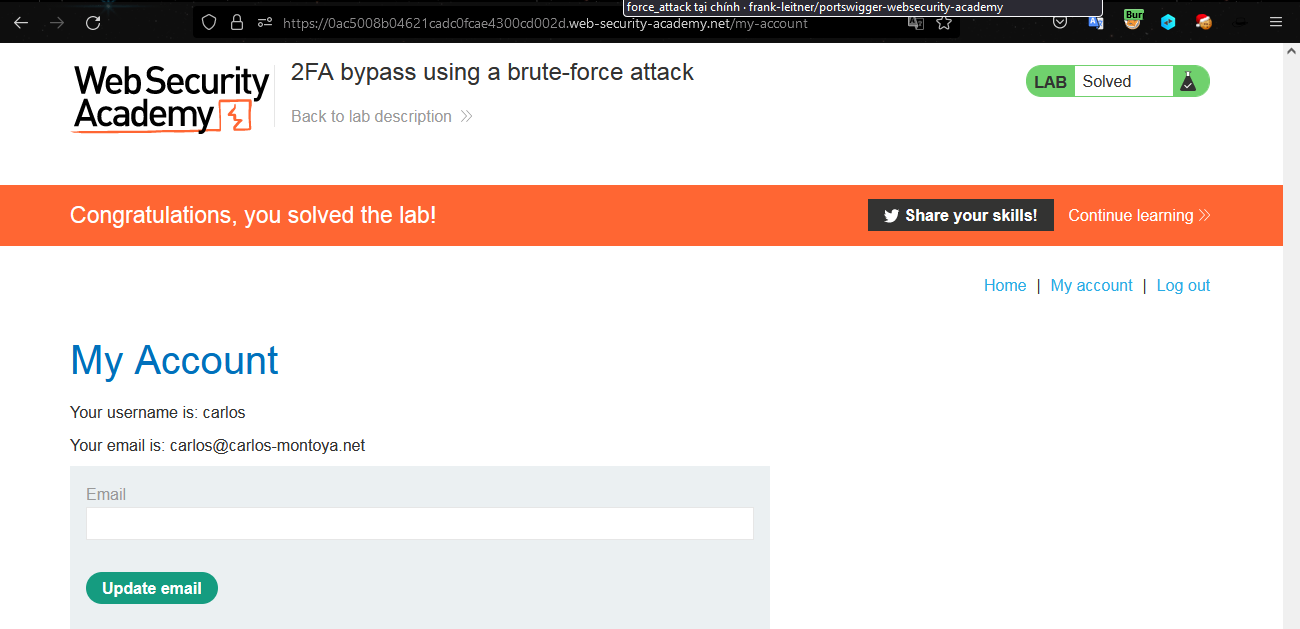 force_attack tại chính · frank-leitner/portswigger-websecurity-academy
https://0ac5008b04621cadc0fcae4300cd002d.web-security-academy.net/my-account
Bur
Web Security
Academy
2FA bypass using a brute-force attack
Back to lab description
LAB Solved
Congratulations, you solved the lab!
Share your skills!
Continue learning
Home | My account | Log out
My Account
Your username is: carlos
Your email is: carlos@carlos-montoya.net
Email
Update email